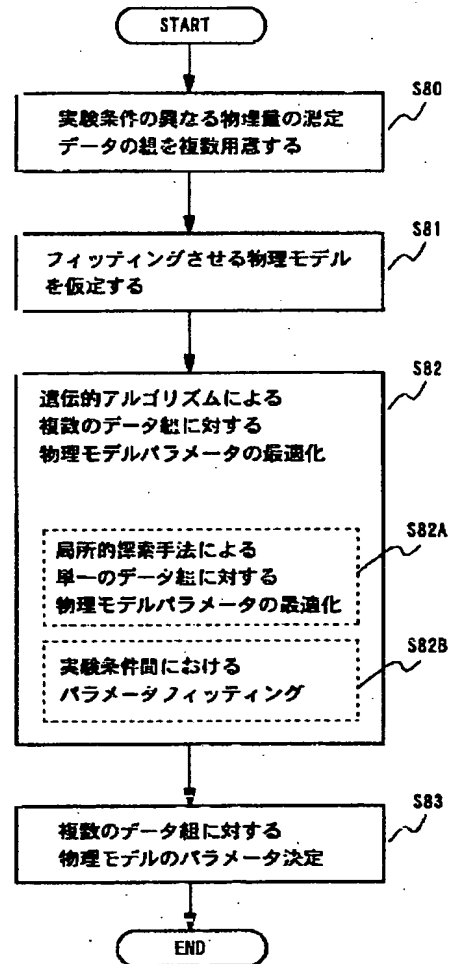 START
S80
実験条件の異なる物理量の測定
データの組を複数用意する
S81
フィッティングさせる物理モデル
を仮定する
S82
遺伝的アルゴリズムによる
複数のデータ組に対する
物理モデルパラメータの最適化
S82A
局所的探索手法による
単一のデータ組に対する
物理モデルパラメータの最適化
S82B
実験条件間における
パラメータフィッティング
S83
複数のデータ組に対する
物理モデルのパラメータ決定
END